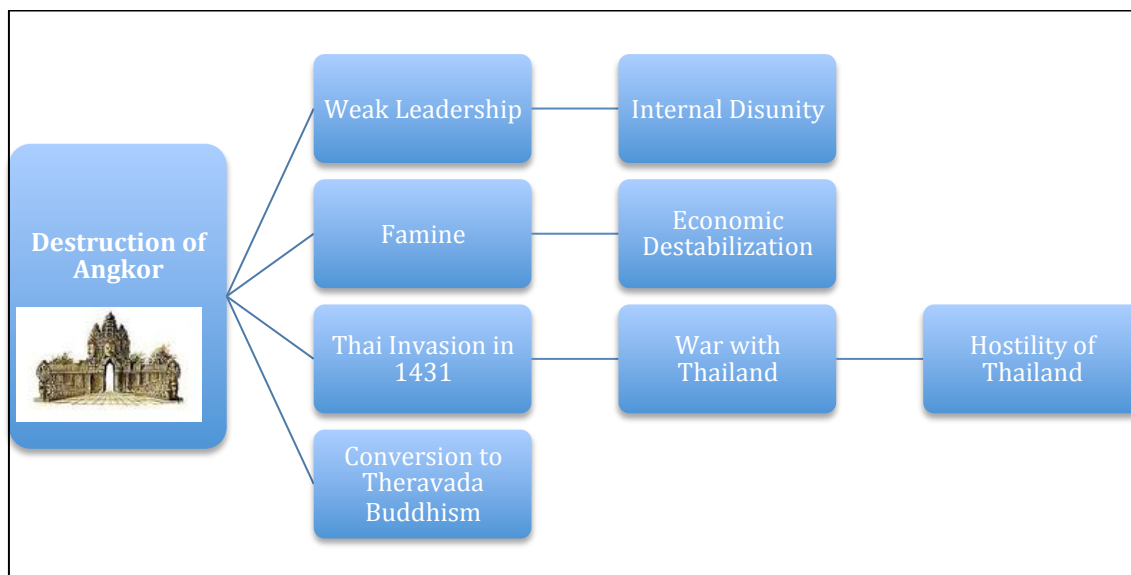 Weak Leadership
Internal Disunity
Destruction of
Angkor
Famine
Economic
Destabilization
Thai Invasion in
1431
War with
Thailand
Hostility of
Thailand
Conversion to
Theravada
Buddhism